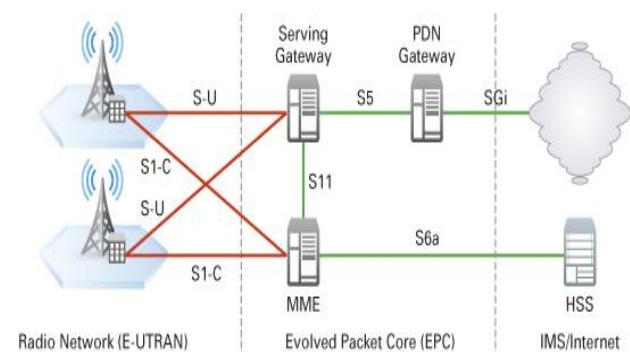 Serving
Gateway
PDN
Gateway
S-U
S5
SGi
S1-C
S11
S-U
S6a
S1-C
MME
HSS
Radio Network (E-UTRAN)
Evolved Packet Core (EPC)
IMS/Internet